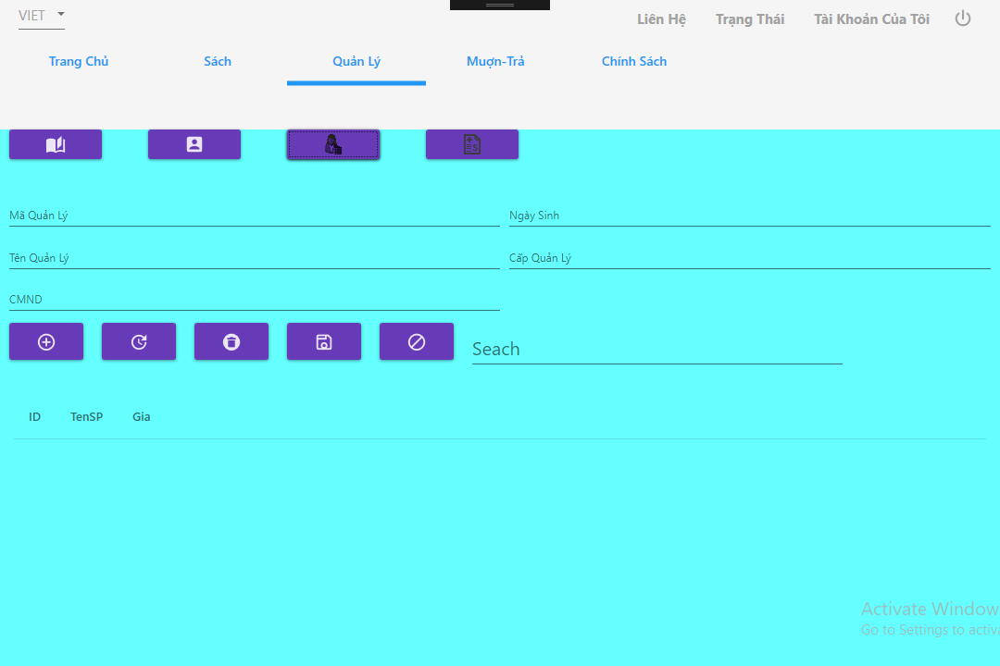 VIET
Liên Hệ
Trạng Thái
Tài Khoản Của Tôi
Trang Chủ
Sách
Quản Lý
Muợn-Trả
Chính Sách
Mã Quản Lý
Ngày Sinh
Tên Quản Lý
Cấp Quản Lý
CMND
Seach
ID
TenSP
Gia
Activate Window
Go to Settings to activa